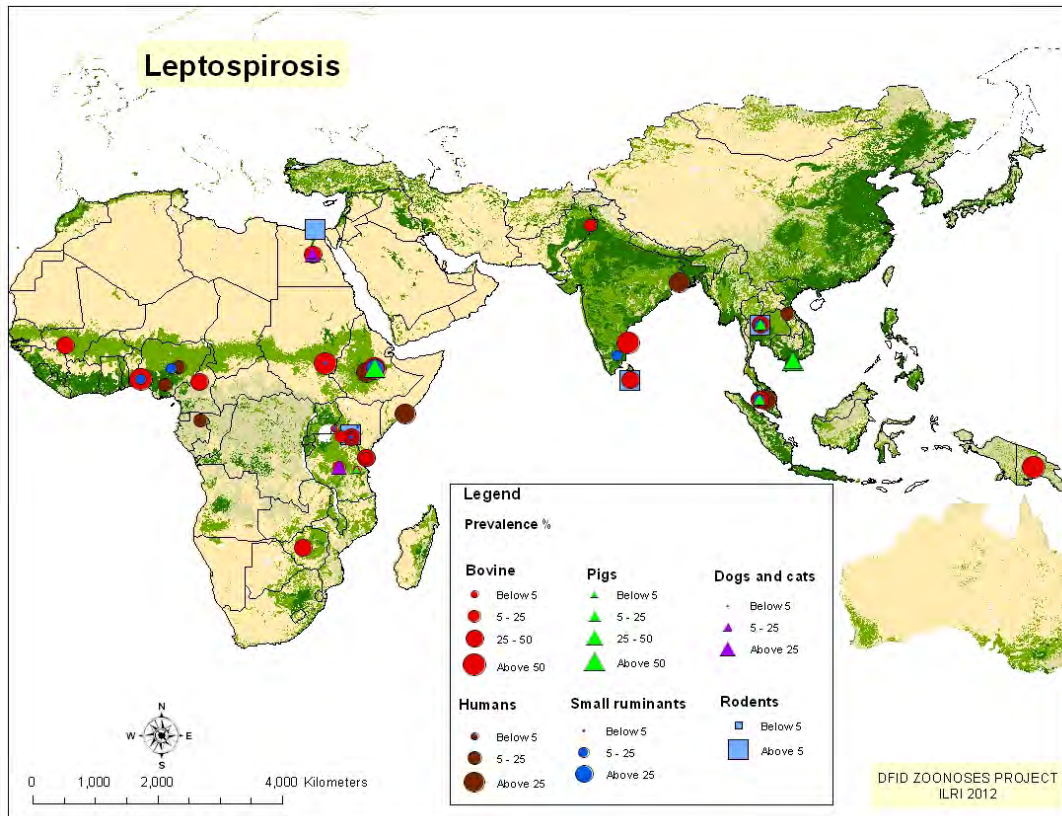 Leptospirosis
Legend
Prevalence %
Bovine
Below 5
5 - 25
25 - 50
Above 50
Pigs
Below 5
5 - 25
25 - 50
Above 50
Dogs and cats
Below 5
5 - 25
Above 25
Humans
Below 5
5 - 25
Above 25
Small ruminants
Below 5
5 - 25
Above 25
Rodents
Below 5
Above 5
N
W E
S
0 1,000 2,000 4,000 Kilometers
DFID ZOONOSES PROJECT
ILRI 2012